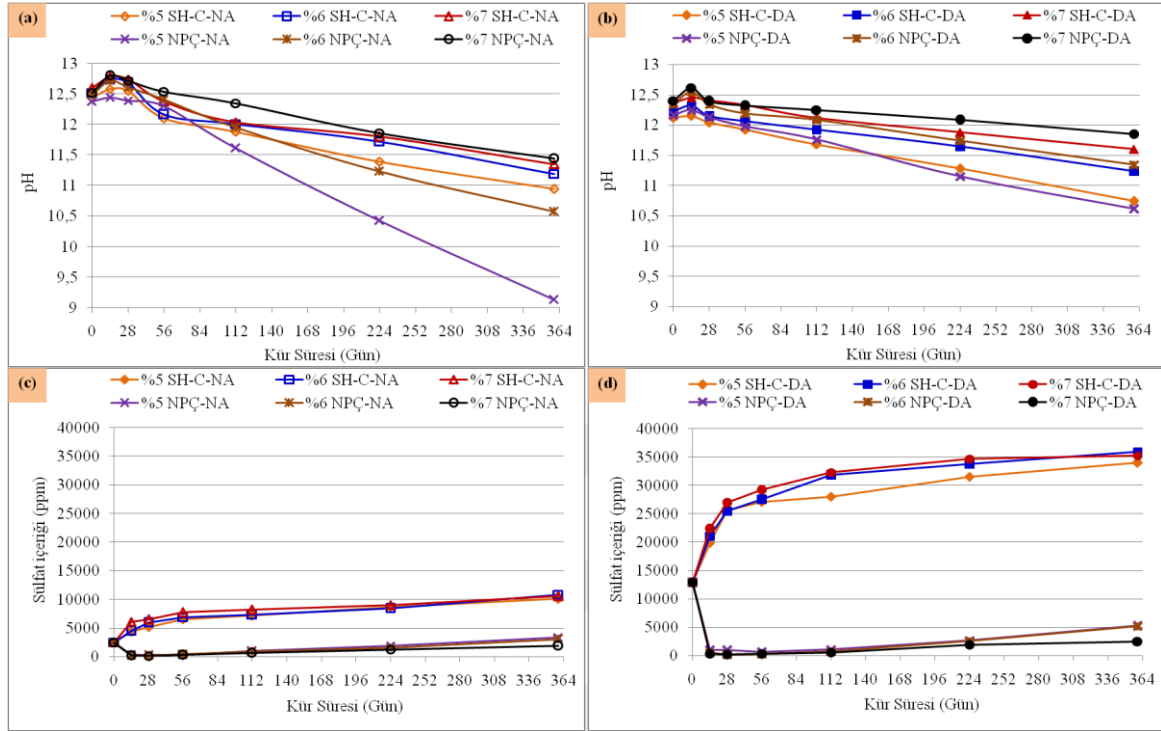 (a)
%5 SH-C-NA %6 SH-C-NA %7 SH-C-NA
%5 NPÇ-NA %6 NPÇ-NA %7 NPÇ-NA
13
12,5
12
11,5
11
10,5
10
9,5
9
pH
0 28 56 84 112 140 168 196 224 252 280 308 336 364
Kür Süresi (Gün)
(b)
%5 SH-C-DA %6 SH-C-DA %7 SH-C-DA
%5 NPÇ-DA %6 NPÇ-DA %7 NPÇ-DA
13
12,5
12
11,5
11
10,5
10
9,5
9
pH
0 28 56 84 112 140 168 196 224 252 280 308 336 364
Kür Süresi (Gün)
(c)
%5 SH-C-NA %6 SH-C-NA %7 SH-C-NA
%5 NPÇ-NA %6 NPÇ-NA %7 NPÇ-NA
40000
35000
30000
25000
20000
15000
10000
5000
0
Sülfat içeriği (ppm)
0 28 56 84 112 140 168 196 224 252 280 308 336 364
Kür Süresi (Gün)
(d)
%5 SH-C-DA %6 SH-C-DA %7 SH-C-DA
%5 NPÇ-DA %6 NPÇ-DA %7 NPÇ-DA
40000
35000
30000
25000
20000
15000
10000
5000
0
Sülfat içeriği (ppm)
0 28 56 84 112 140 168 196 224 252 280 308 336 364
Kür Süresi (Gün)